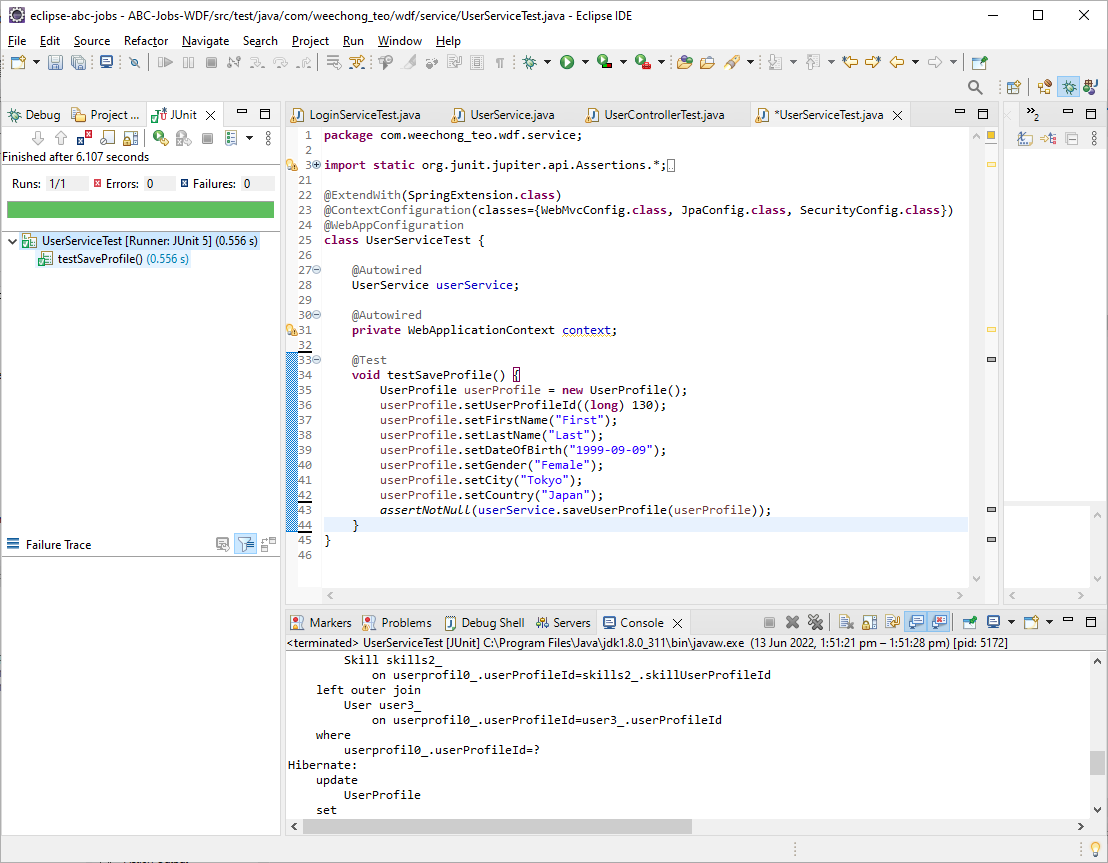 eclipse-abc-jobs - ABC-Jobs-WDF/src/test/java/com/weechong_teo/wdf/service/UserServiceTest.java - Eclipse IDE
File Edit Source Refactor Navigate Search Project Run Window Help
Debug Project ... JUnit
Finished after 6.107 seconds
Runs: 1/1 Errors: 0 Failures: 0
UserServiceTest [Runner: JUnit 5] (0.556 s)
testSaveProfile() (0.556 s)
Failure Trace
LoginServiceTest.java UserService.java UserControllerTest.java *UserServiceTest.java
»2
1 package com.weechong_teo.wdf.service;
2
3 import static org.junit.jupiter.api.Assertions.*;
21
22 @ExtendWith(SpringExtension.class)
23 @ContextConfiguration(classes={WebMvcConfig.class, JpaConfig.class, SecurityConfig.class})
24 @WebAppConfiguration
25 class UserServiceTest {
26
27 @Autowired
28 UserService userService;
29
30 @Autowired
31 private WebApplicationContext context;
32
33 @Test
34 void testSaveProfile() {
35 UserProfile userProfile = new UserProfile();
36 userProfile.setUserProfileId((long) 130);
37 userProfile.setFirstName("First");
38 userProfile.setLastName("Last");
39 userProfile.setDateOfBirth("1999-09-09");
40 userProfile.setGender("Female");
41 userProfile.setCity("Tokyo");
42 userProfile.setCountry("Japan");
43 assertNotNull(userService.saveUserProfile(userProfile));
44 }
45 }
46
Markers Problems Debug Shell Servers Console
<terminated> UserServiceTest [JUnit] C:\Program Files\Java\jdk1.8.0_311\bin\javaw.exe (13 Jun 2022, 1:51:21 pm – 1:51:28 pm) [pid: 5172]
Skill skills2_
on userprofil0_.userProfileId=skills2_.skillUserProfileId
left outer join
User user3_
on userprofil0_.userProfileId=user3_.userProfileId
where
userprofil0_.userProfileId=?
Hibernate:
update
UserProfile
set